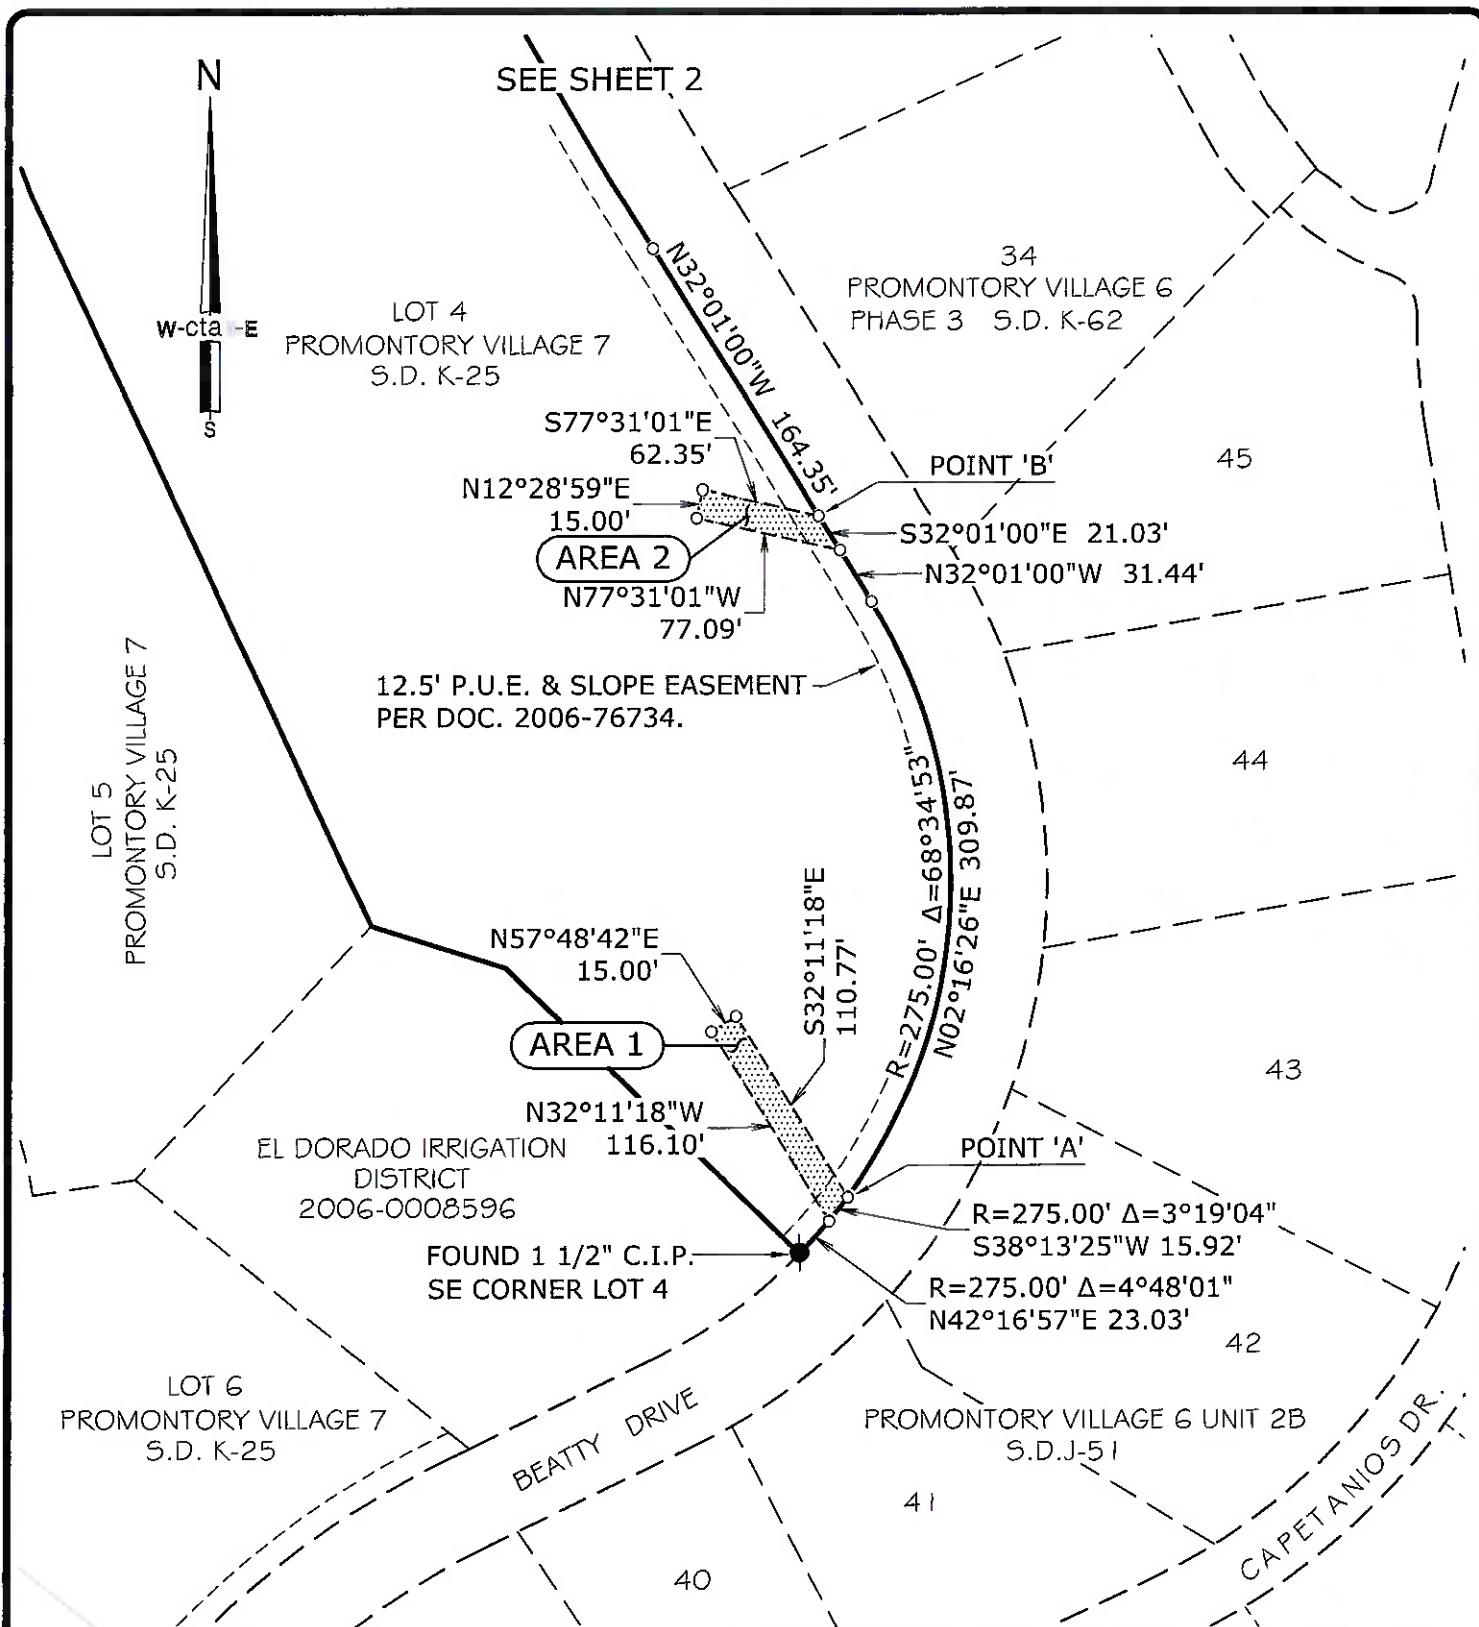 SEE SHEET 2
N
W-cta -E
S
LOT 4
PROMONTORY VILLAGE 7
S.D. K-25
34
PROMONTORY VILLAGE 6
PHASE 3 S.D. K-62
N32°01'00"W 164.35'
S77°31'01"E
62.35'
N12°28'59"E
15.00'
AREA 2
N77°31'01"W
77.09'
POINT 'B'
45
S32°01'00"E 21.03'
N32°01'00"W 31.44'
12.5' P.U.E. & SLOPE EASEMENT
PER DOC. 2006-76734.
LOT 5
PROMONTORY VILLAGE 7
S.D. K-25
44
R=275.00' Δ=68°34'53"
N02°16'26"E 309.87'
N57°48'42"E
15.00'
S32°11'18"E
110.77'
AREA 1
43
N32°11'18"W
116.10'
EL DORADO IRRIGATION
DISTRICT
2006-0008596
POINT 'A'
R=275.00' Δ=3°19'04"
S38°13'25"W 15.92'
FOUND 1 1/2" C.I.P.
SE CORNER LOT 4
R=275.00' Δ=4°48'01"
N42°16'57"E 23.03'
42
LOT 6
PROMONTORY VILLAGE 7
S.D. K-25
BEATTY DRIVE
PROMONTORY VILLAGE 6 UNIT 2B
S.D.J-51
41
CAPETANIOS DR.
40